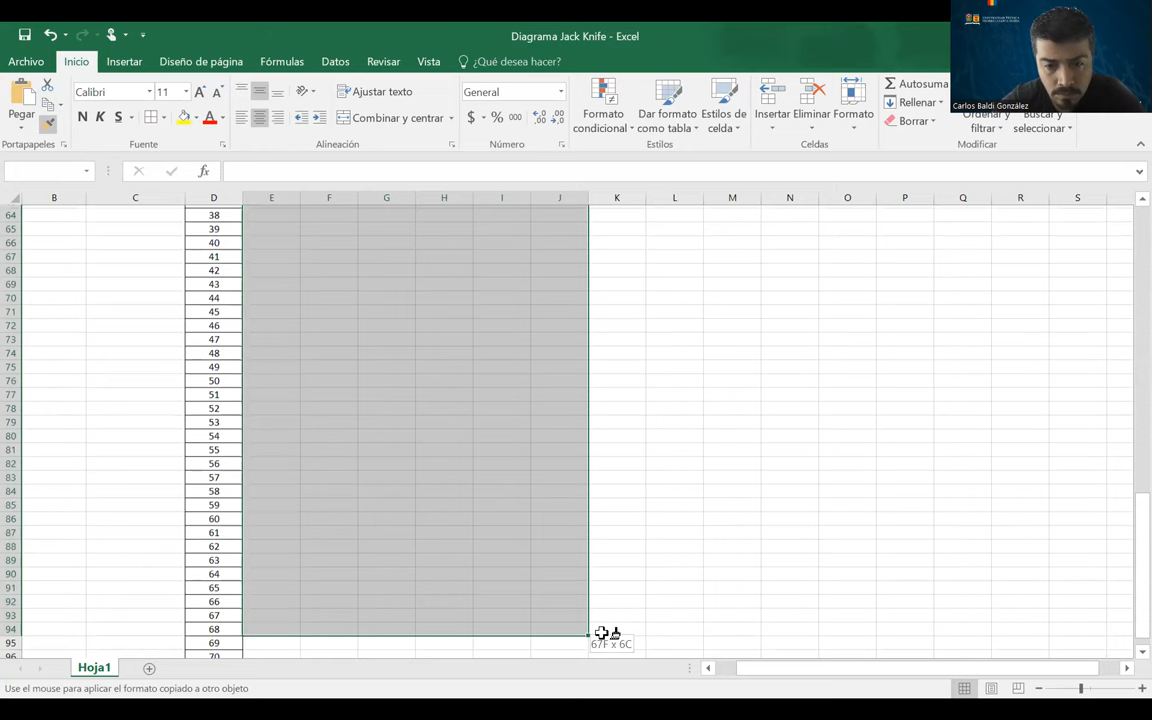 Diagrama Jack Knife - Excel
UNIVERSIDAD TÉCNICA
FEDERICO SANTA MARÍA
Archivo Inicio Insertar Diseño de página Fórmulas Datos Revisar Vista ¿Qué desea hacer?
Carlos Baldi González
Calibri 11 Ajustar texto General Autosuma
Pegar N K S A Combinar y centrar $ % 000 Formato condicional Dar formato como tabla Estilos de celda Insertar Eliminar Formato Rellenar
Borrar Ordenar y filtrar Buscar y seleccionar
Portapapeles Fuente Alineación Número Estilos Celdas Modificar
fx
B C D E F G H I J K L M N O P Q R S
64 38
65 39
66 40
67 41
68 42
69 43
70 44
71 45
72 46
73 47
74 48
75 49
76 50
77 51
78 52
79 53
80 54
81 55
82 56
83 57
84 58
85 59
86 60
87 61
88 62
89 63
90 64
91 65
92 66
93 67
94 68
95 69
67F x 6C
96 70
Hoja1
Use el mouse para aplicar el formato copiado a otro objeto